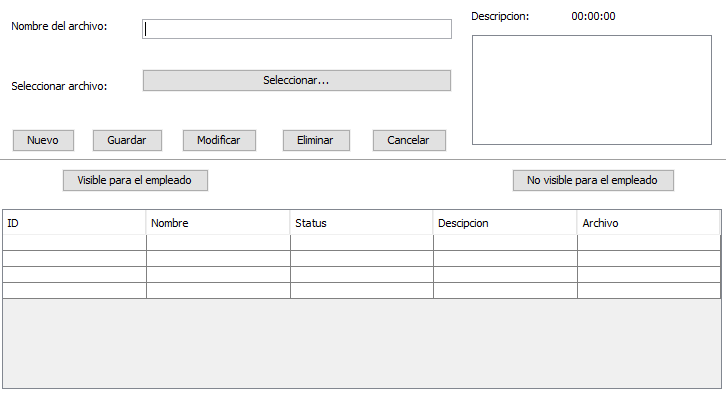 Nombre del archivo:
Descripcion: 00:00:00
Seleccionar archivo:
Seleccionar...
Nuevo Guardar Modificar Eliminar Cancelar
Visible para el empleado No visible para el empleado
ID Nombre Status Descipcion Archivo